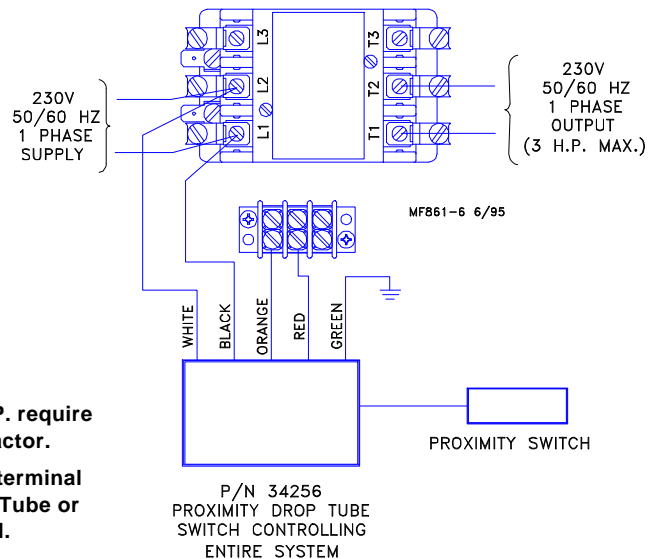 L3
T3
L2
T2
L1
T1
230V
50/60 HZ
1 PHASE
SUPPLY
230V
50/60 HZ
1 PHASE
OUTPUT
(3 H.P. MAX.)
MF861-6 6/95
WHITE
BLACK
ORANGE
RED
GREEN
PROXIMITY SWITCH
P/N 34256
PROXIMITY DROP TUBE
SWITCH CONTROLLING
ENTIRE SYSTEM
P. require
actor.
terminal
Tube or